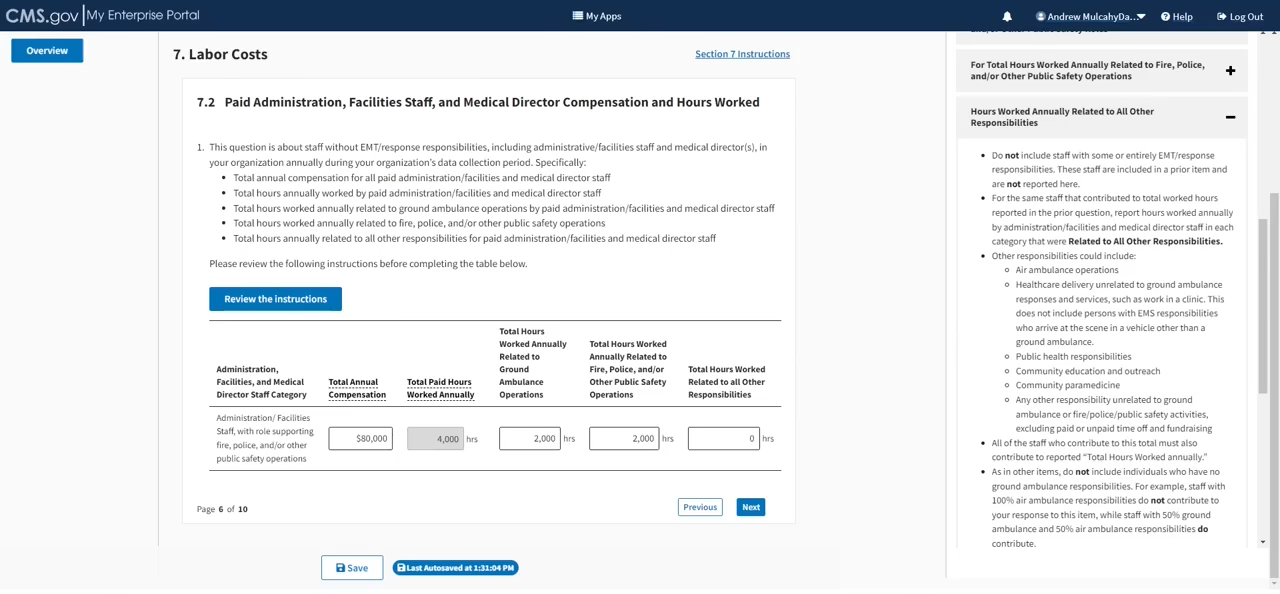 CMS.gov | My Enterprise Portal
My Apps
Andrew MulcahyDa...
Help
Log Out
Overview
7. Labor Costs
Section 7 Instructions
7.2 Paid Administration, Facilities Staff, and Medical Director Compensation and Hours Worked
1. This question is about staff without EMT/response responsibilities, including administrative/facilities staff and medical director(s), in
your organization annually during your organization's data collection period. Specifically:
• Total annual compensation for all paid administration/facilities and medical director staff
• Total hours annually worked by paid administration/facilities and medical director staff
• Total hours worked annually related to ground ambulance operations by paid administration/facilities and medical director staff
• Total hours worked annually related to fire, police, and/or other public safety operations
• Total hours annually related to all other responsibilities for paid administration/facilities and medical director staff
Please review the following instructions before completing the table below.
Review the instructions
Administration,
Facilities, and Medical
Director Staff Category
Total Annual
Compensation
Total Paid Hours
Worked Annually
Total Hours
Worked Annually
Related to
Ground
Ambulance
Operations
Total Hours Worked
Annually Related to
Fire, Police, and/or
Other Public Safety
Operations
Total Hours Worked
Related to all Other
Responsibilities
Administration/ Facilities
Staff, with role supporting
fire, police, and/or other
public safety operations
$80,000
4,000 hrs
2,000 hrs
2,000 hrs
0 hrs
Page 6 of 10
Previous
Next
Save
Last Autosaved at 1:31:04 PM
and/or Other Public Safety Roles
For Total Hours Worked Annually Related to Fire, Police,
and/or Other Public Safety Operations
Hours Worked Annually Related to All Other
Responsibilities
• Do not include staff with some or entirely EMT/response
responsibilities. These staff are included in a prior item and
are not reported here.
• For the same staff that contributed to total worked hours
reported in the prior question, report hours worked annually
by administration/facilities and medical director staff in each
category that were Related to All Other Responsibilities.
• Other responsibilities could include:
Air ambulance operations
Healthcare delivery unrelated to ground ambulance
responses and services, such as work in a clinic. This
does not include persons with EMS responsibilities
who arrive at the scene in a vehicle other than a
ground ambulance.
Public health responsibilities
Community education and outreach
Community paramedicine
Any other responsibility unrelated to ground
ambulance or fire/police/public safety activities,
excluding paid or unpaid time off and fundraising
• All of the staff who contribute to this total must also
contribute to reported "Total Hours Worked annually."
• As in other items, do not include individuals who have no
ground ambulance responsibilities. For example, staff with
100% air ambulance responsibilities do not contribute to
your response to this item, while staff with 50% ground
ambulance and 50% air ambulance responsibilities do
contribute.